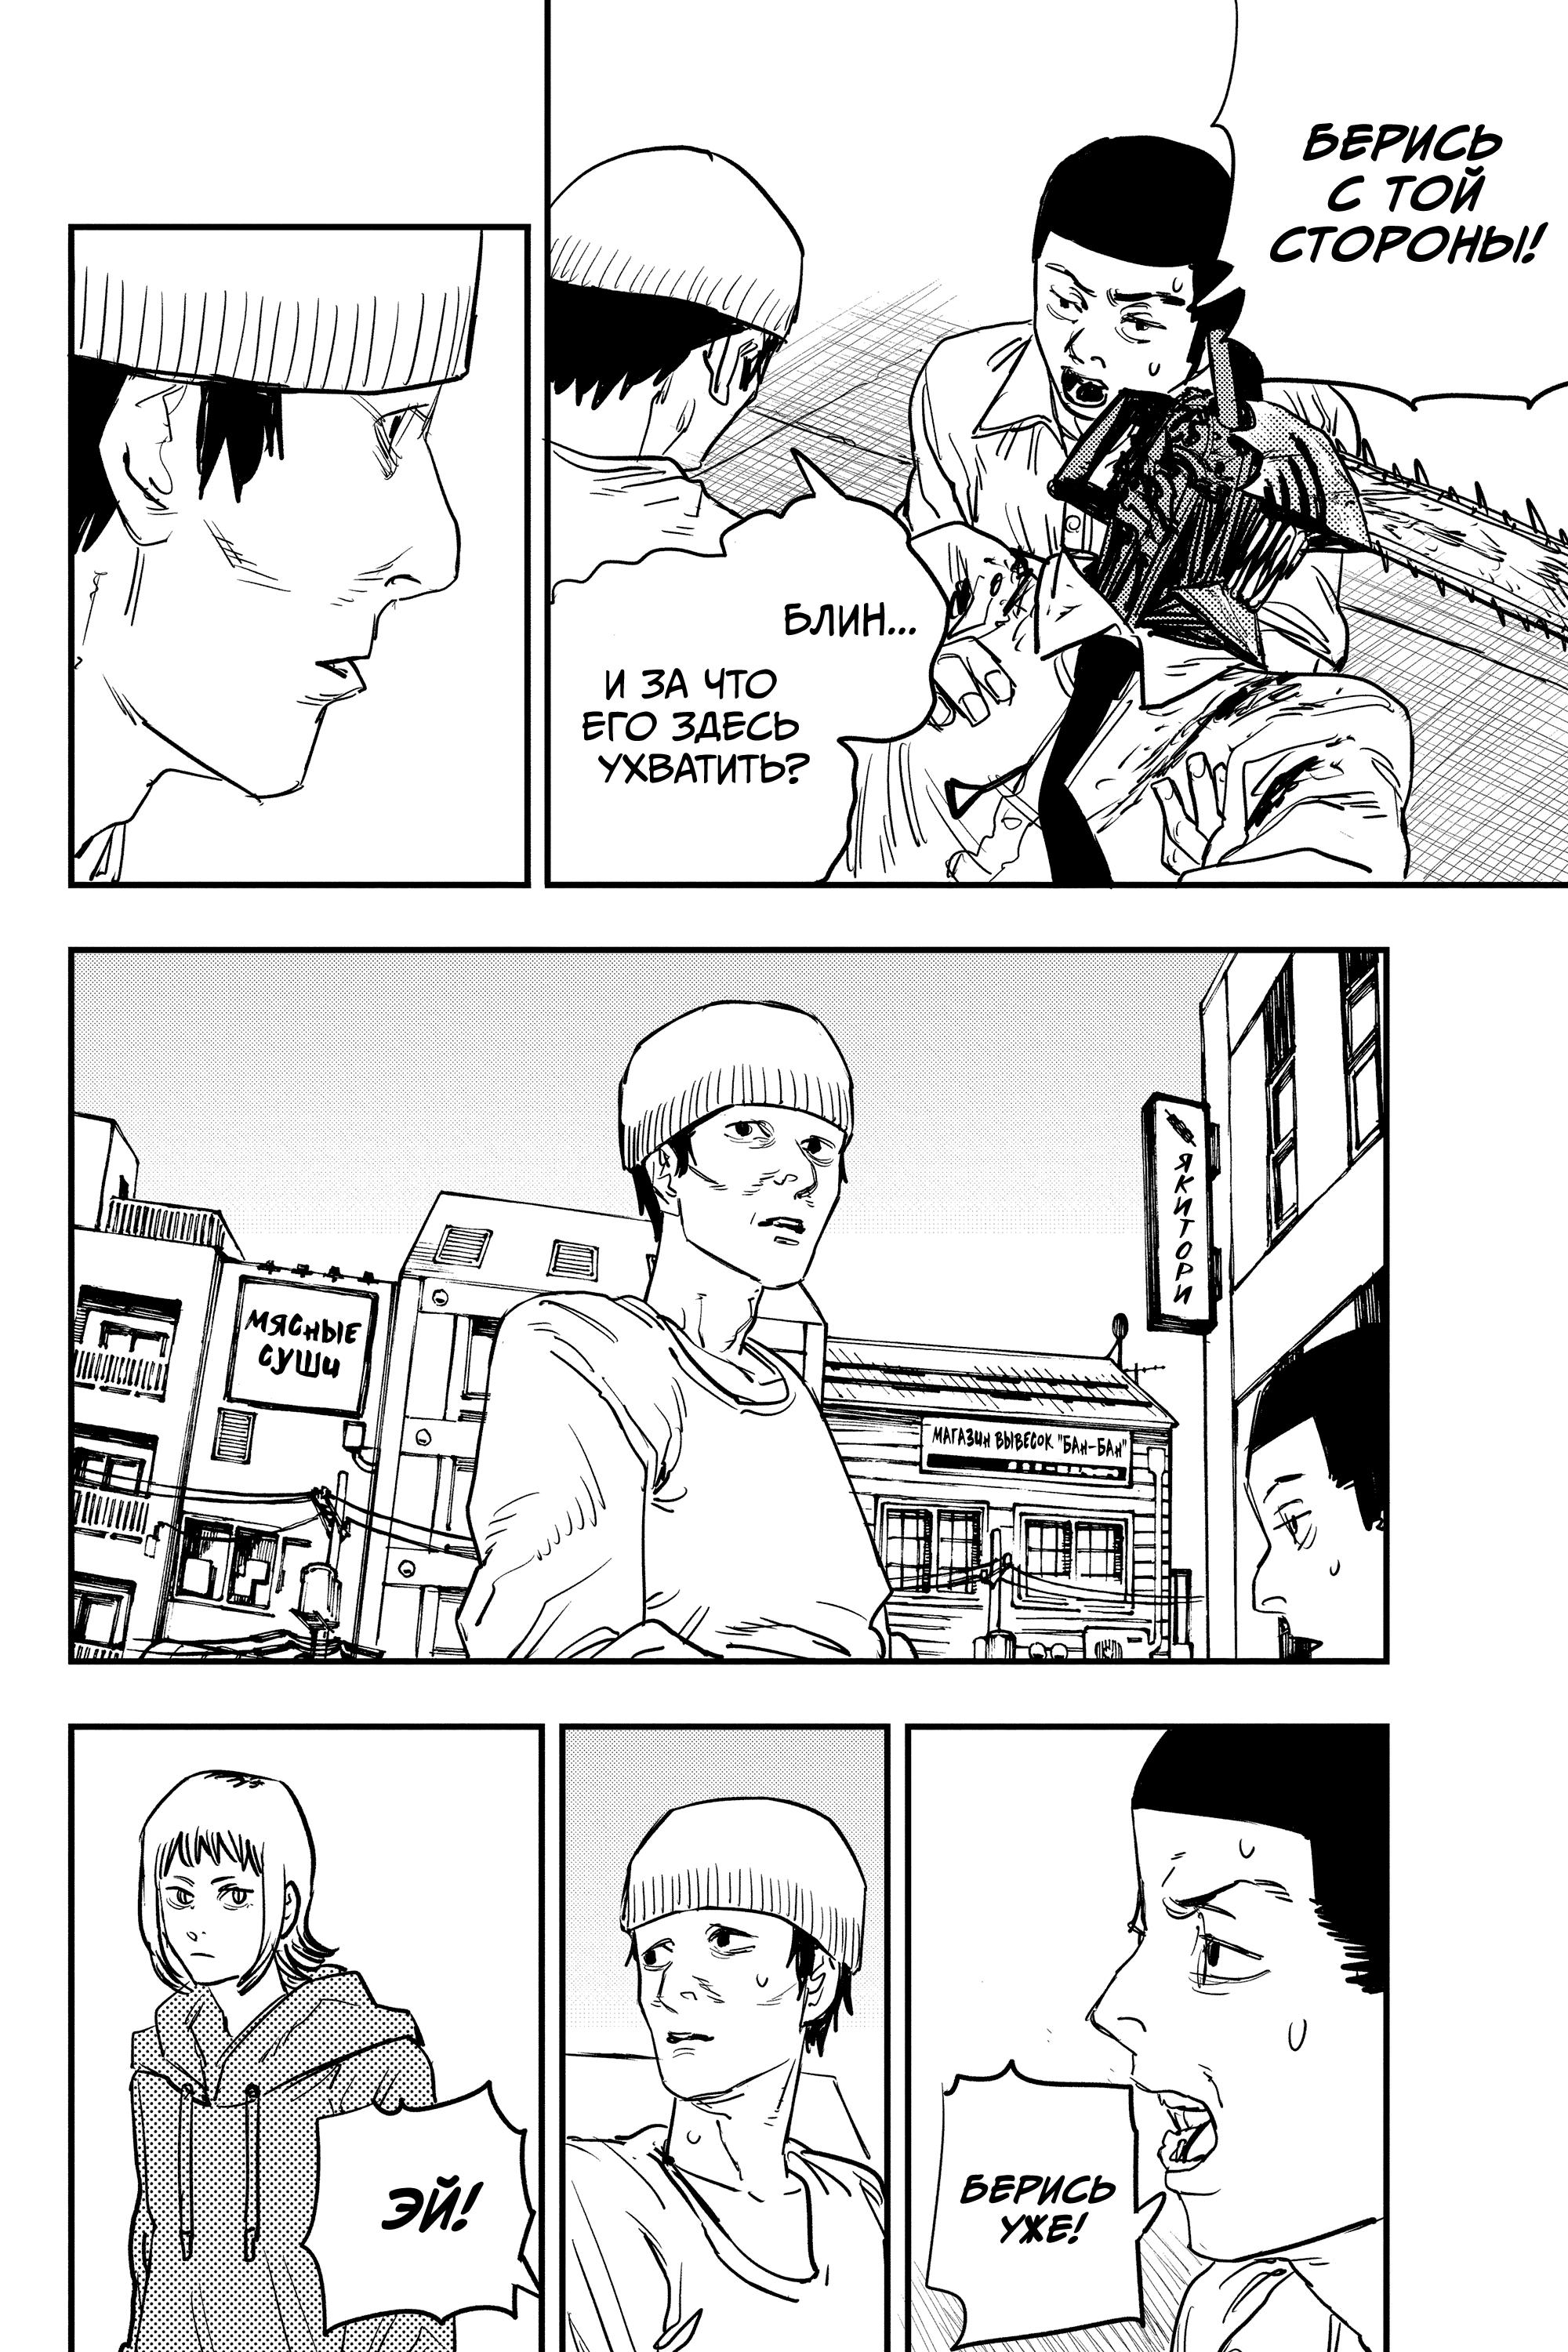 БЕРИСЬ
С ТОЙ
СТОРОНЫ!
БЛИН...
И ЗА ЧТО
ЕГО ЗДЕСЬ
УХВАТИТЬ?
ЯКИТОРИ
МЯСНЫЕ
СУШИ
МАГАЗИН ВЫВЕСОК "БАН-БАН"
БЕРИСЬ
УЖЕ!
ЭЙ!